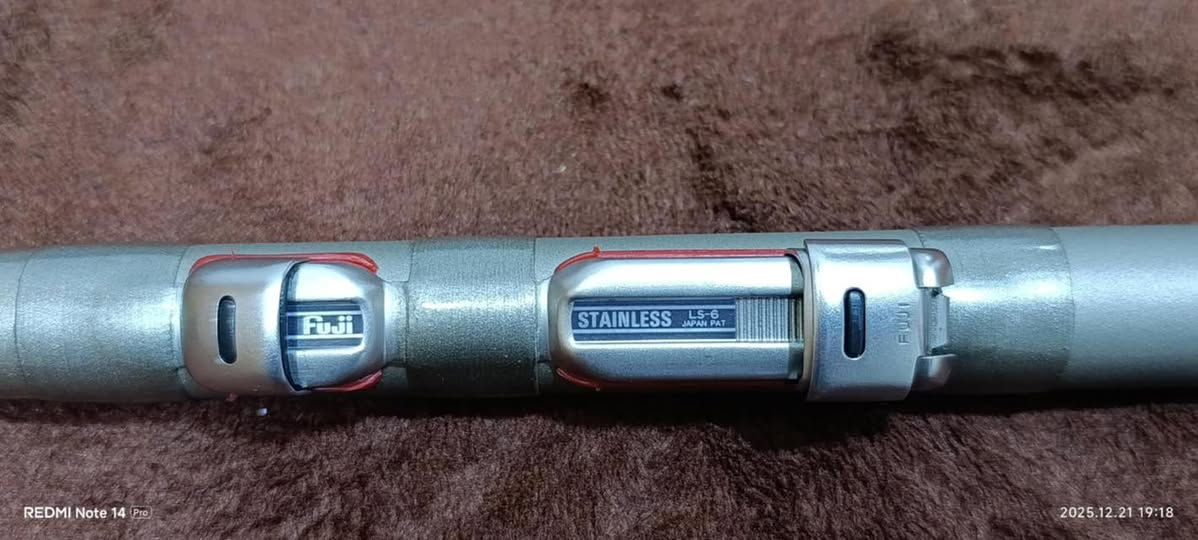 Fuji
STAINLESS LS-6
JAPAN PAT
FUJI
REDMI Note 14 Pro
2025.12.21 19:18